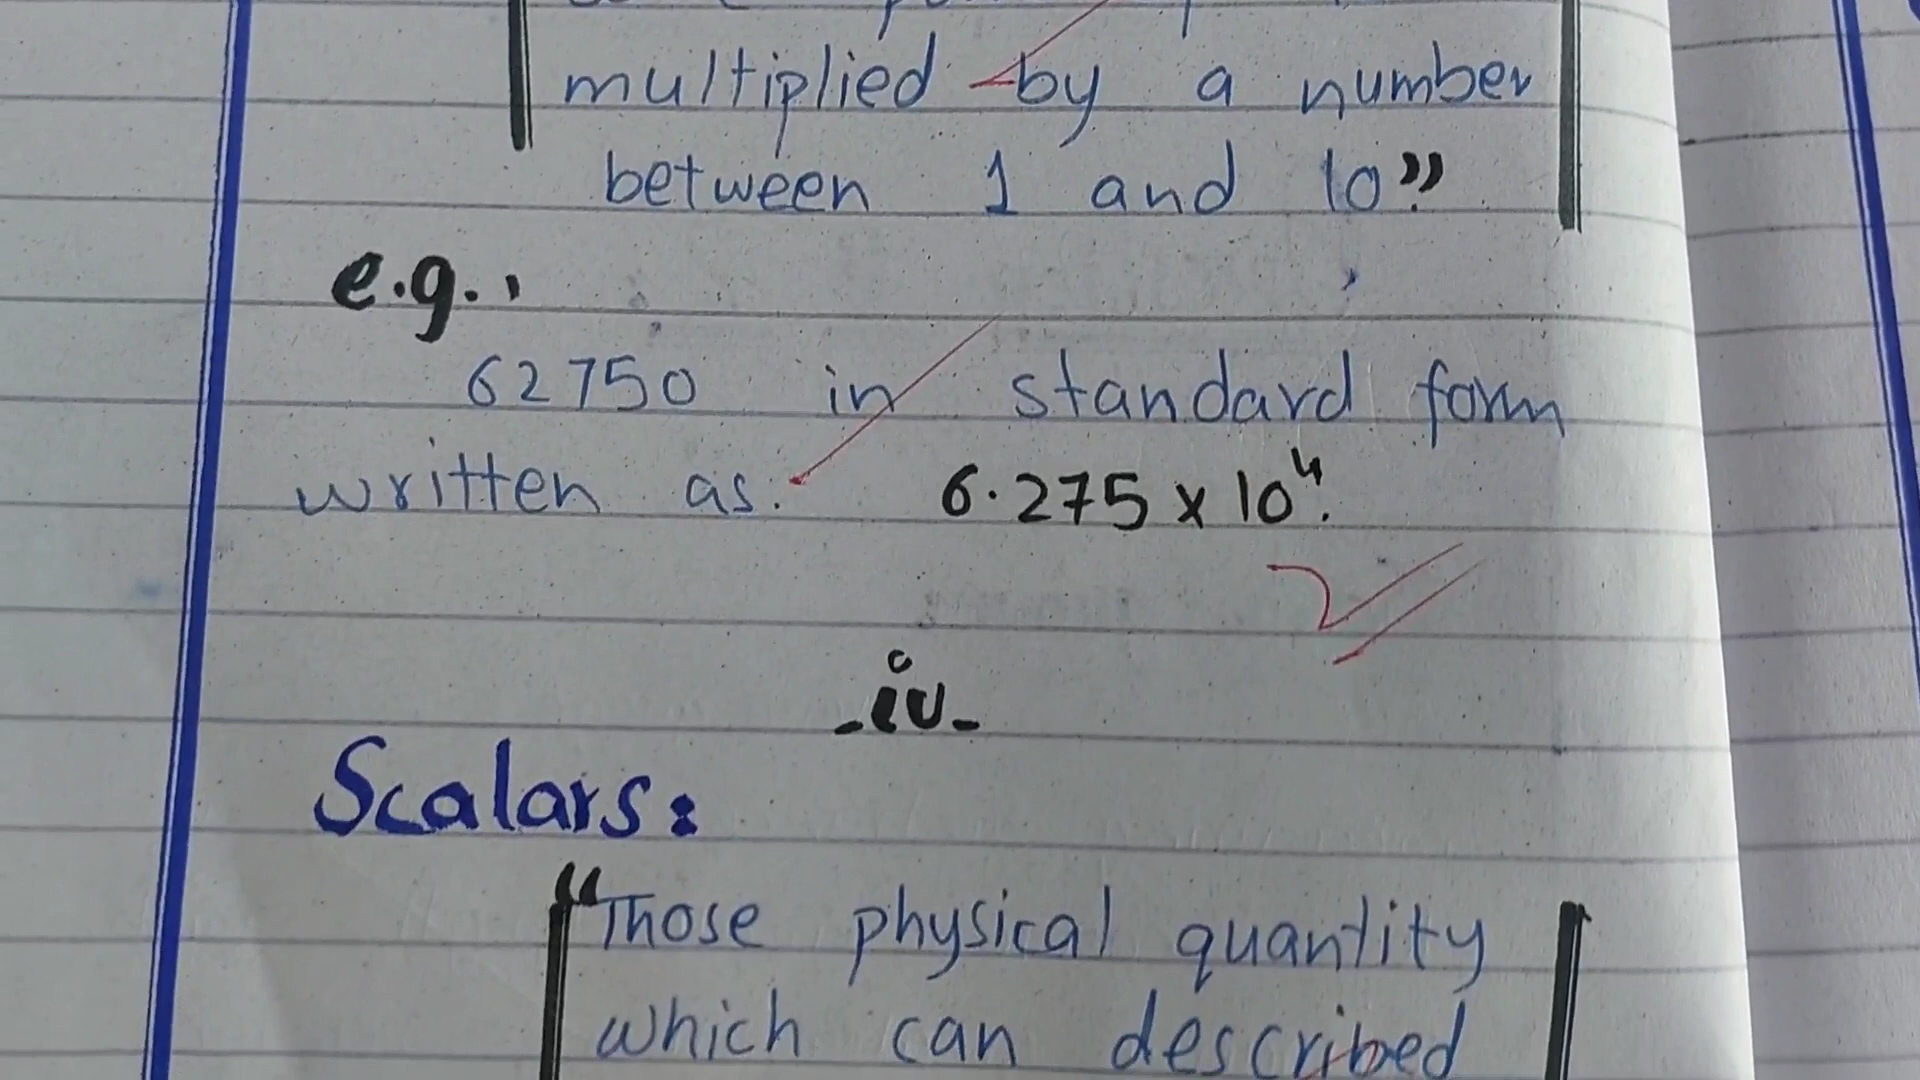 multiplied by a number
between 1 and 10”.
e.g.,
62750 in standard form
written as. 6.275 x 10⁴.
-iv-
Scalars:
“Those physical quantity
which can described